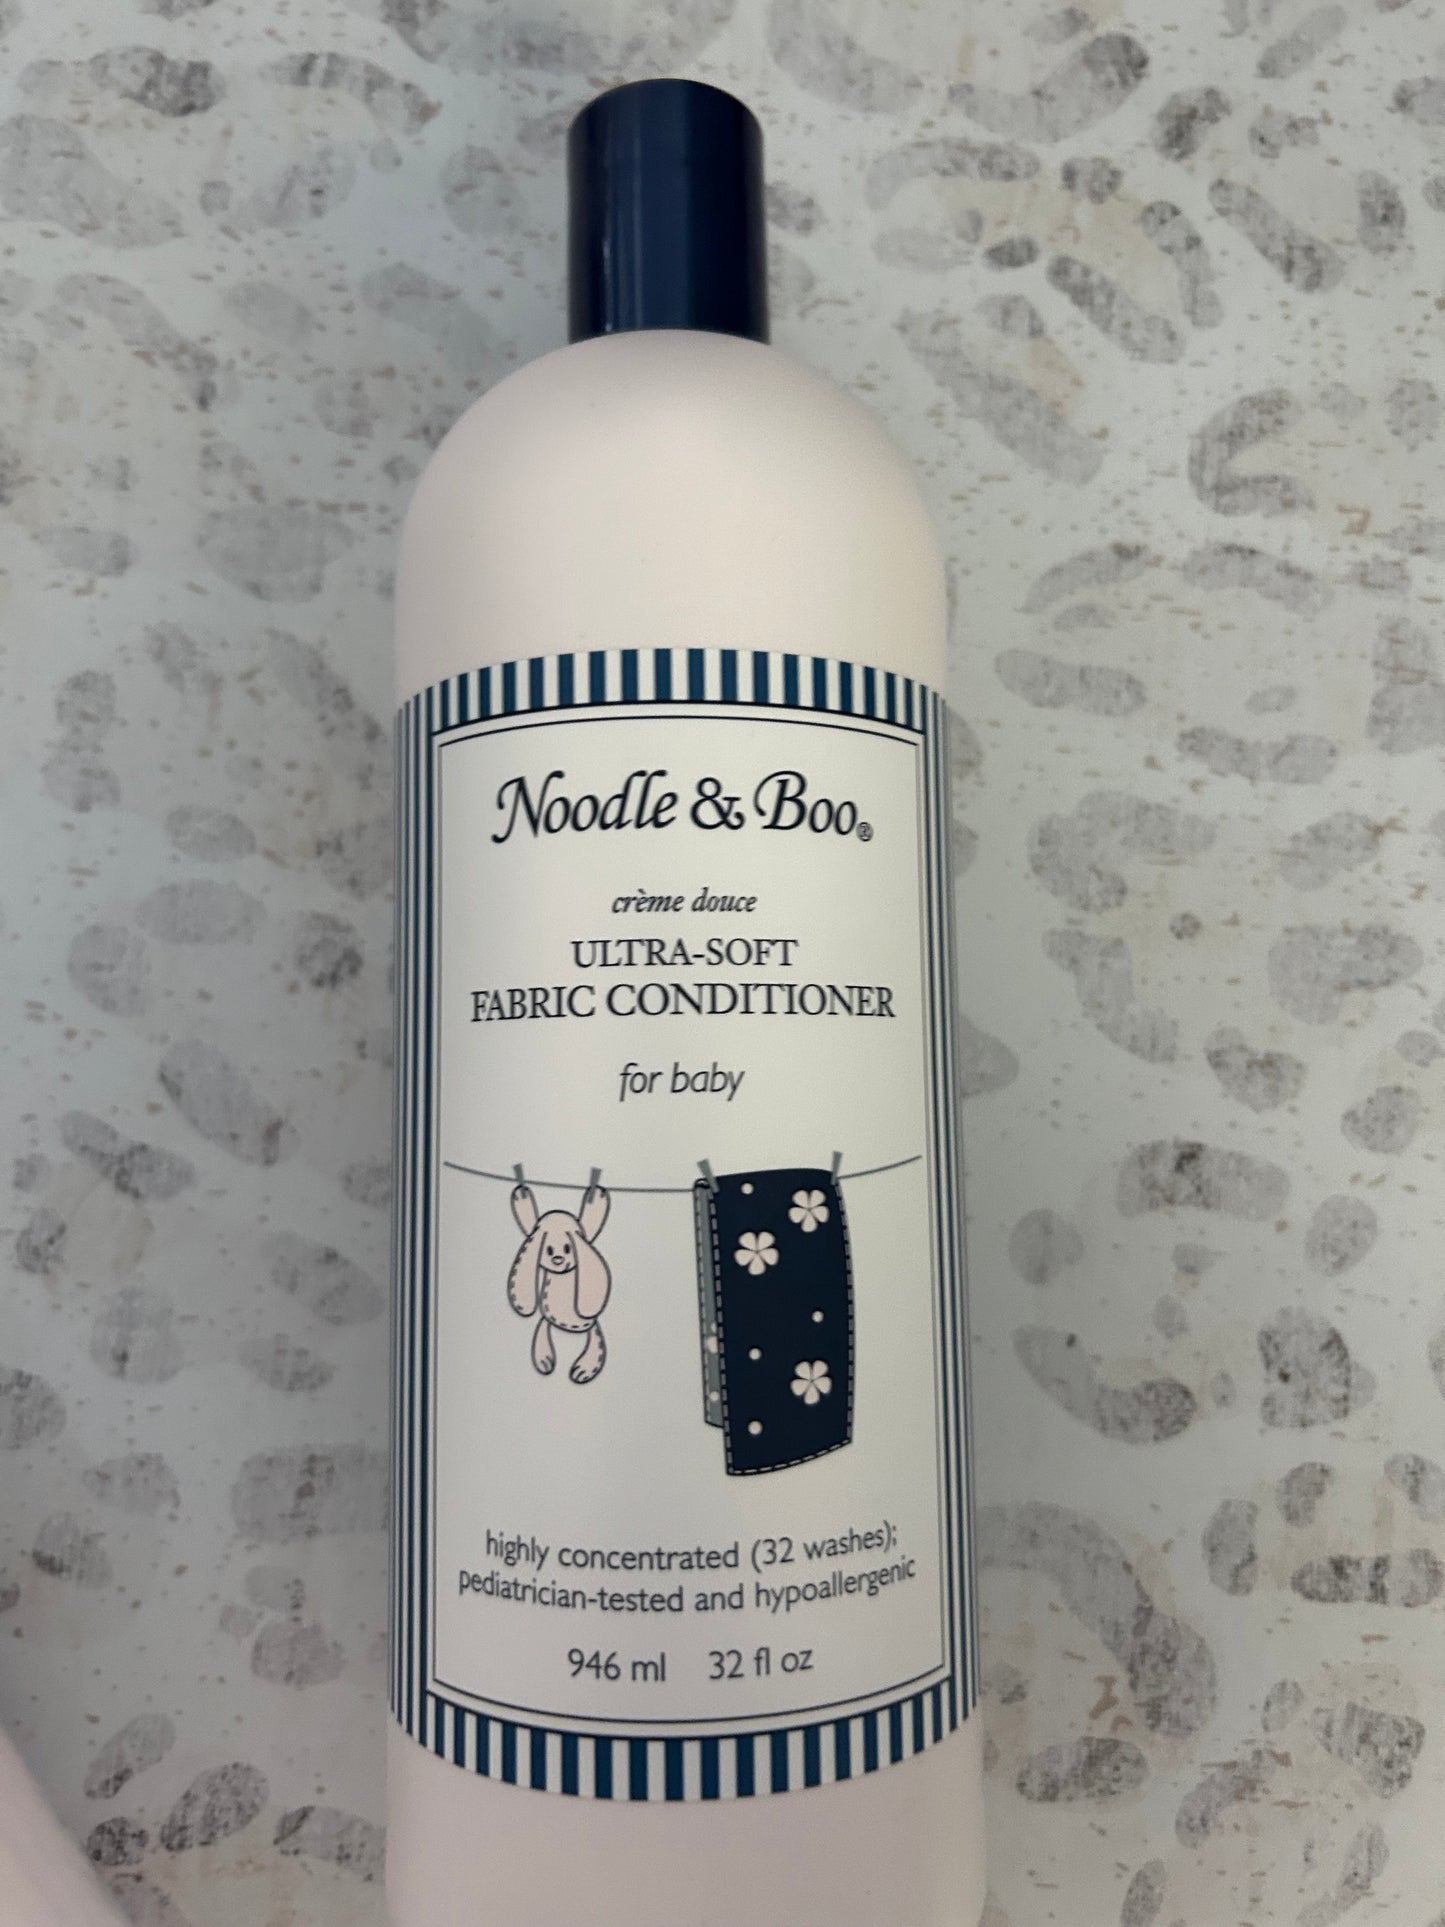 Noodle & Boo®
crème douce
ULTRA-SOFT
FABRIC CONDITIONER
for baby
highly concentrated (32 washes);
pediatrician-tested and hypoallergenic
946 ml 32 fl oz